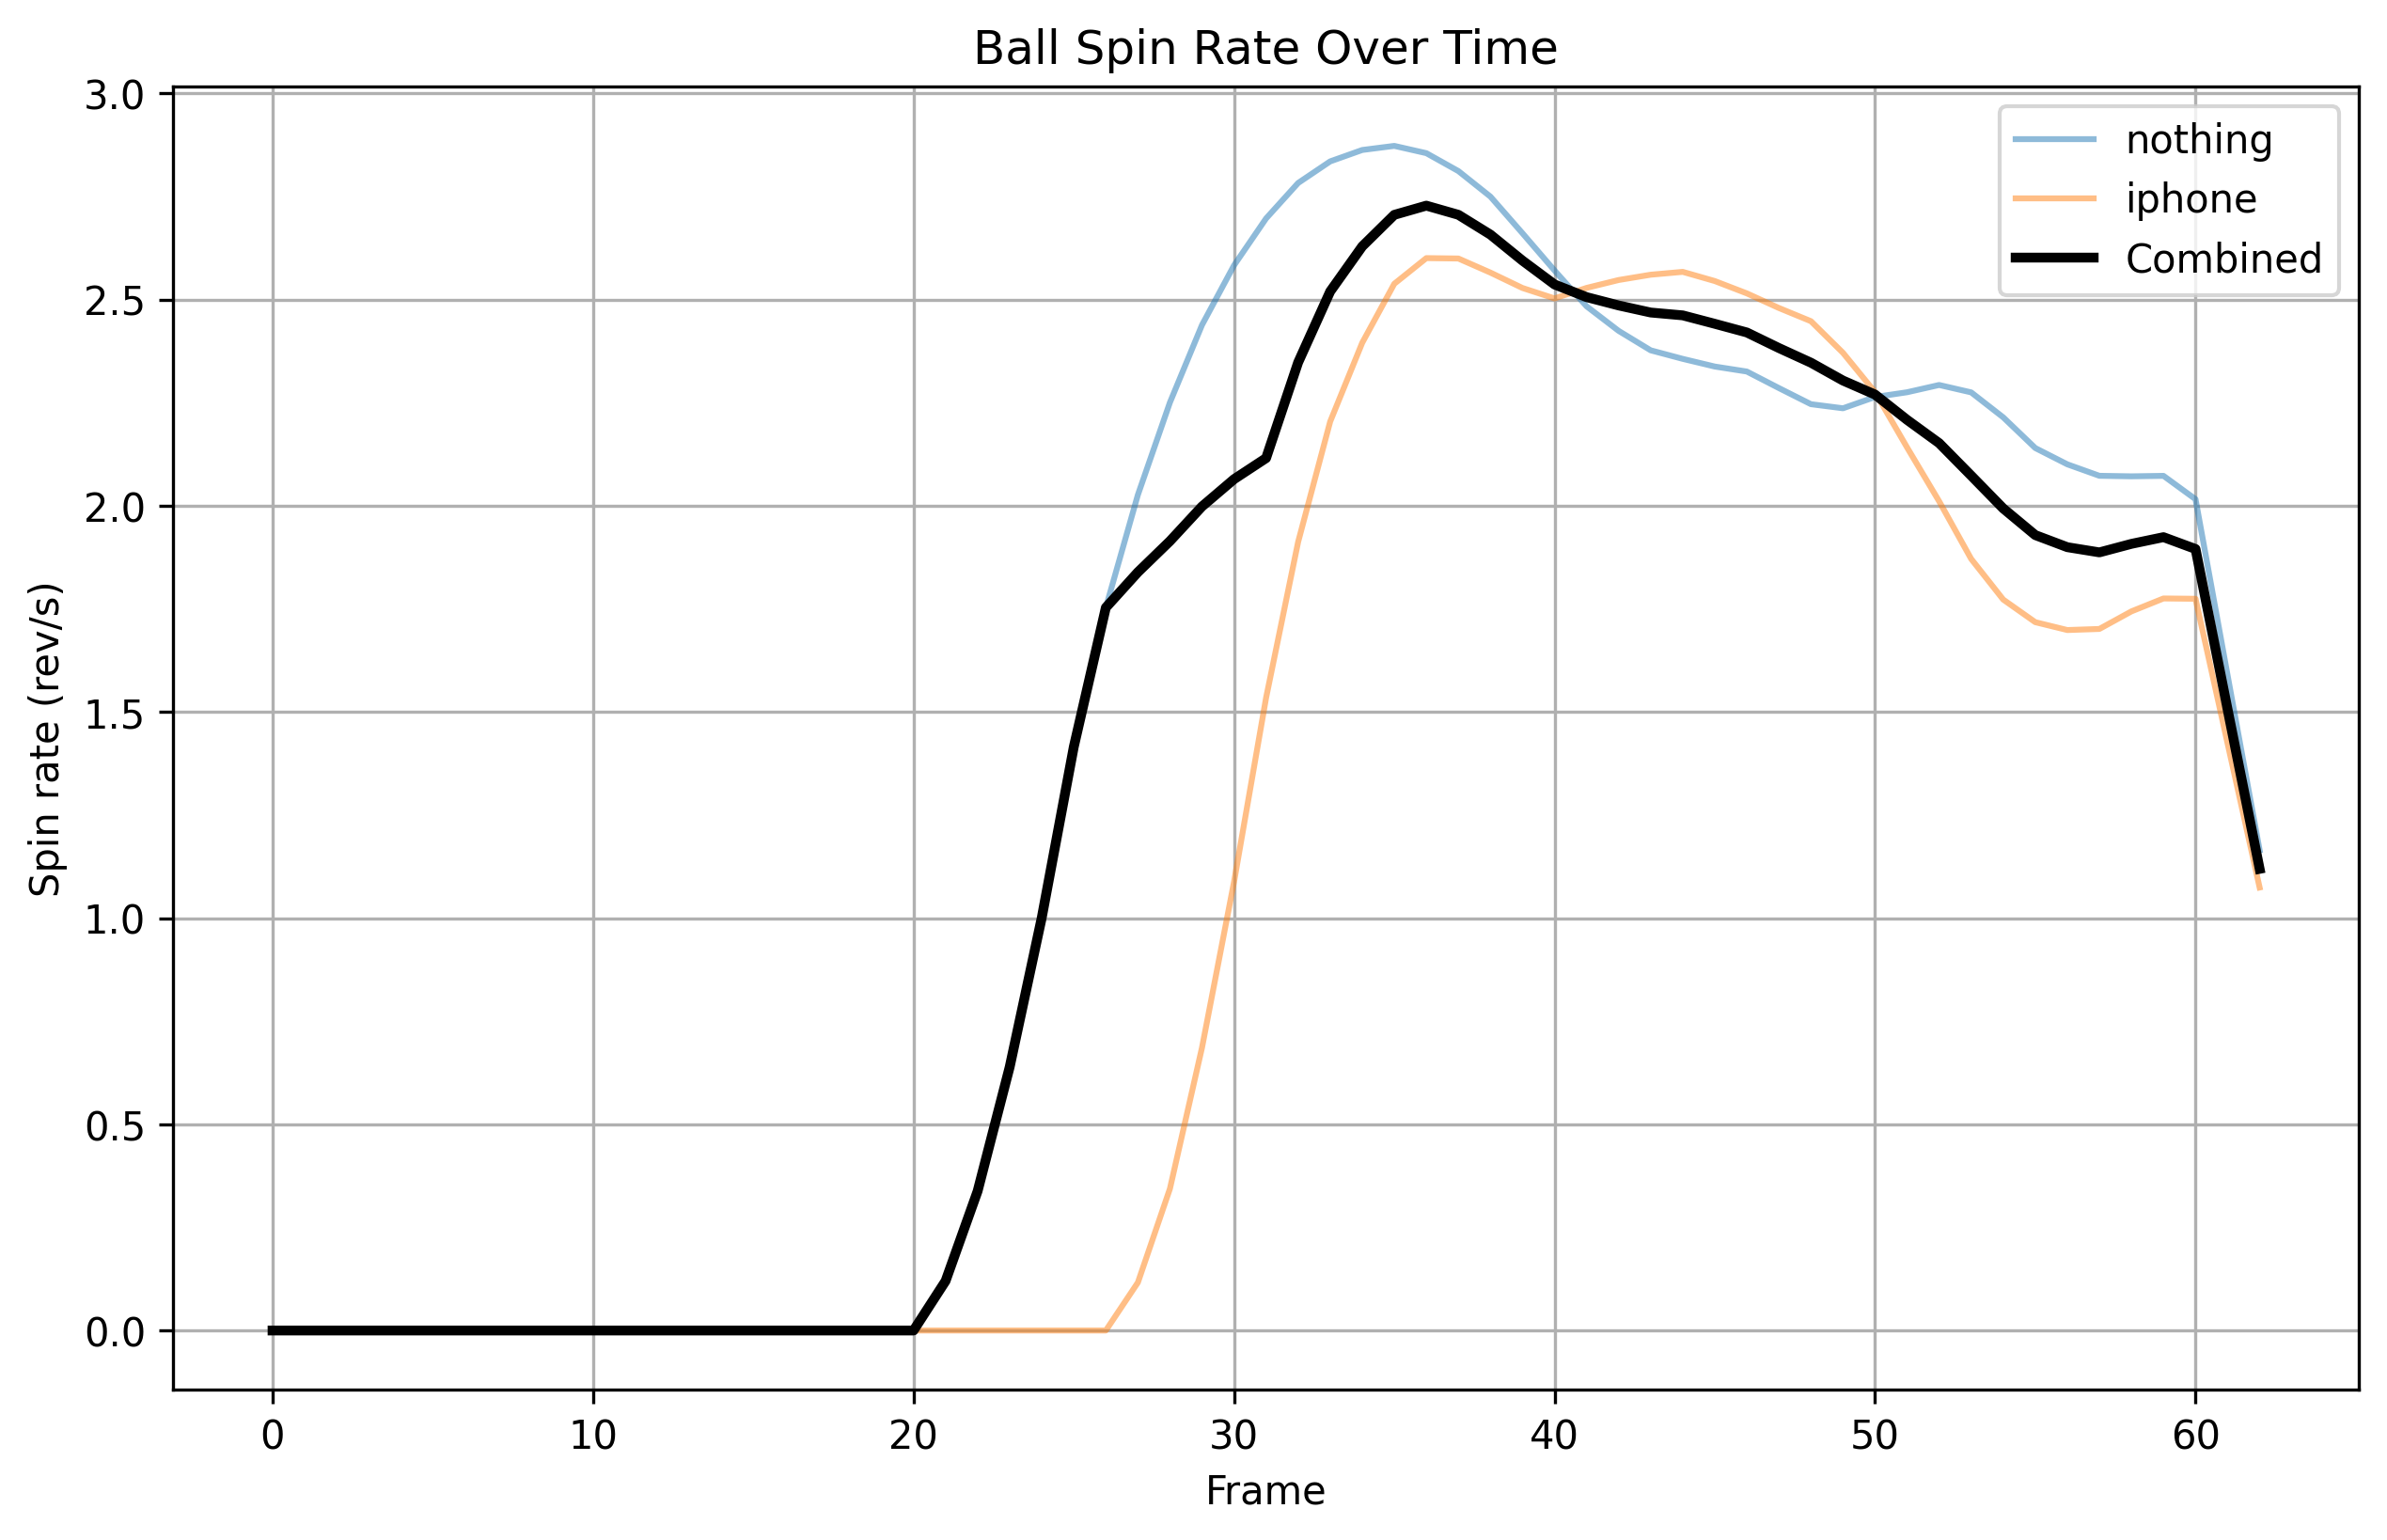 Ball Spin Rate Over Time
Spin rate (rev/s)
3.0
2.5
2.0
1.5
1.0
0.5
0.0
nothing
iphone
Combined
0 10 20 30 40 50 60
Frame